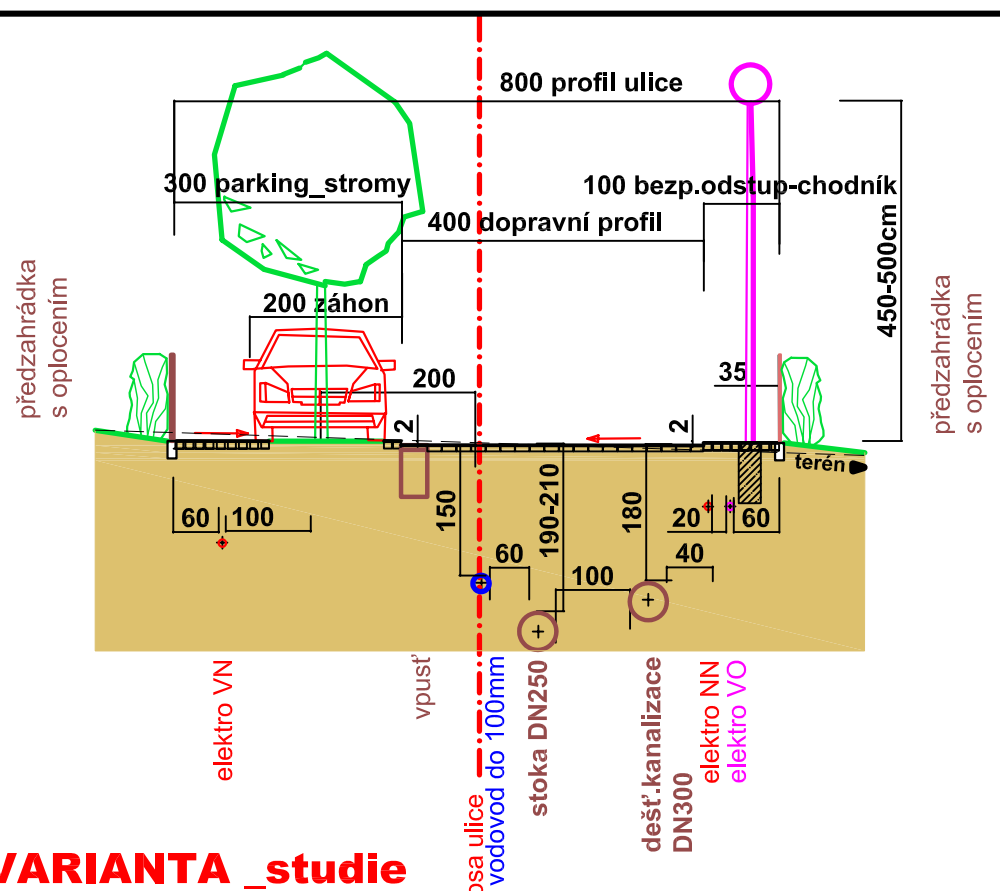 800 profil ulice
300 parking_stromy
100 bezp.odstup-chodník
400 dopravní profil
450-500cm
předzahrádka
s oplocením
200 záhon
předzahrádka
s oplocením
200
35
2
2
terén
60
100
150
190-210
180
20
60
60
100
40
elektro VN
vpusť
osa ulice
vodovod do 100mm
stoka DN250
dešť.kanalizace
DN300
elektro NN
elektro VO
VARIANTA _studie